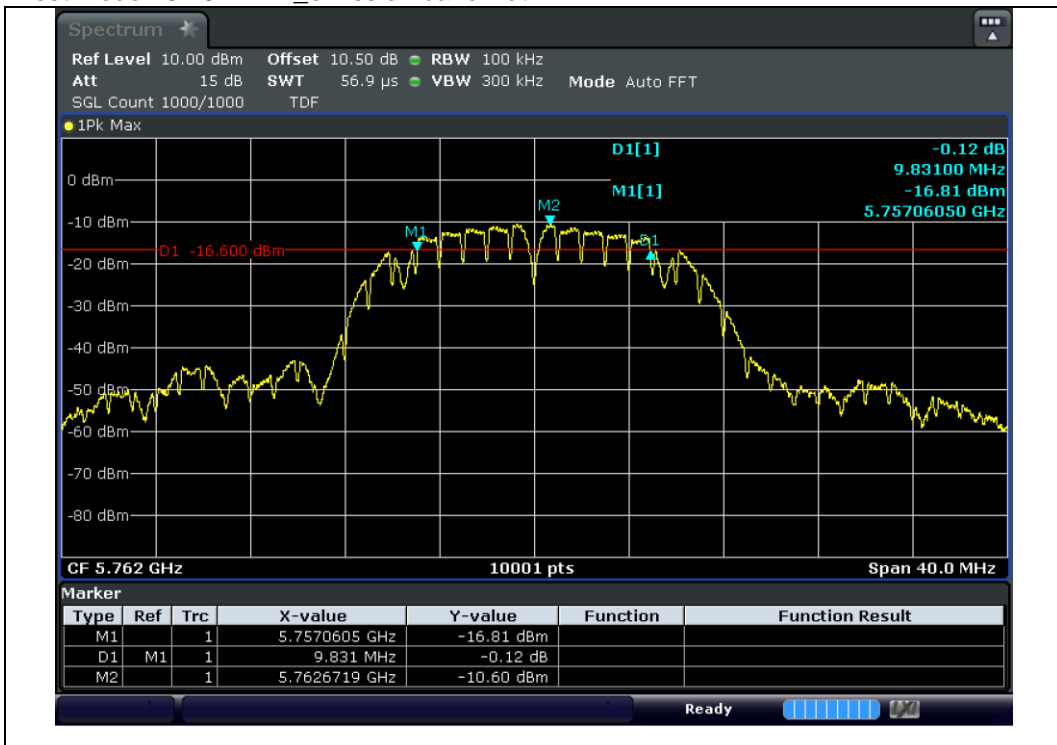 Spectrum
Ref Level 10.00 dBm Offset 10.50 dB RBW 100 kHz
Att 15 dB SWT 56.9 µs VBW 300 kHz Mode Auto FFT
SGL Count 1000/1000 TDF
1Pk Max
D1[1] -0.12 dB
9.83100 MHz
M1[1] -16.81 dBm
5.75706050 GHz
0 dBm
M2
-10 dBm
M1
D1
D1 -16.600 dBm
-20 dBm
-30 dBm
-40 dBm
-50 dBm
-60 dBm
-70 dBm
-80 dBm
CF 5.762 GHz 10001 pts Span 40.0 MHz
Marker
Type Ref Trc X-value Y-value Function Function Result
M1 1 5.7570605 GHz -16.81 dBm
D1 M1 1 9.831 MHz -0.12 dB
M2 1 5.7626719 GHz -10.60 dBm
Ready